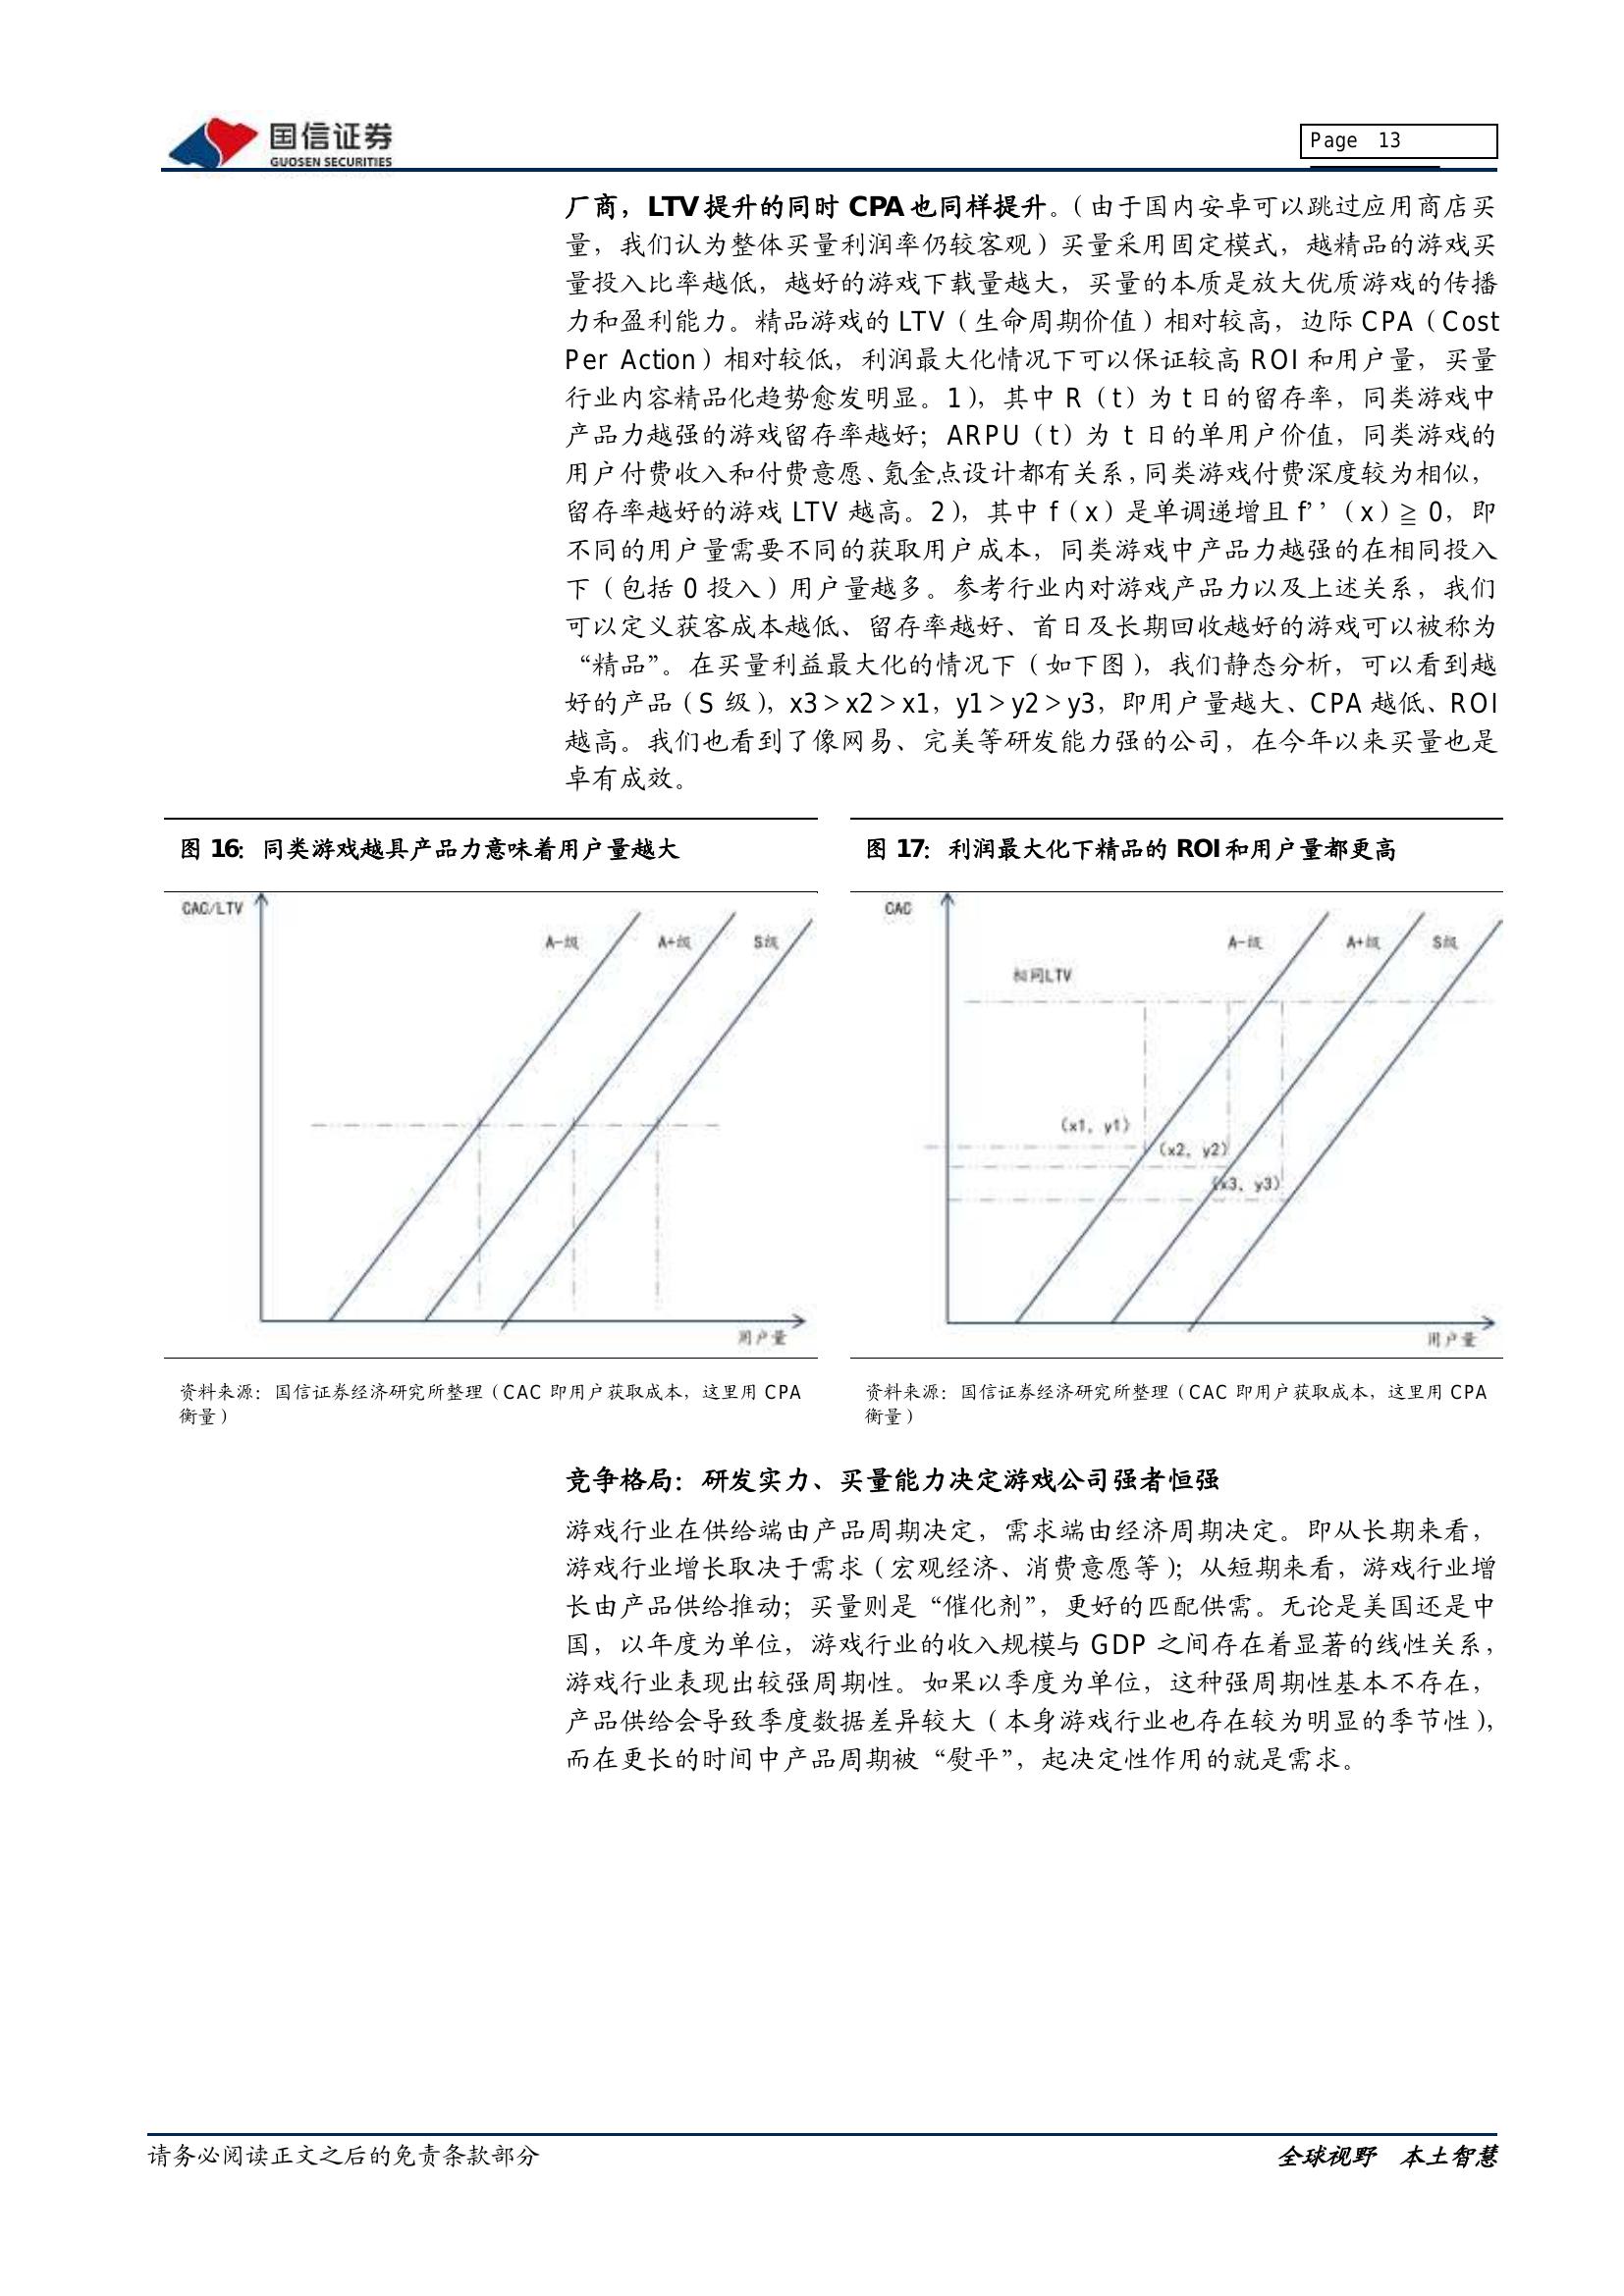 国信证券
GUOSEN SECURITIES
Page 13
厂商，LTV提升的同时 CPA也同样提升。（由于国内安卓可以跳过应用商店买
量，我们认为整体买量利润率仍较客观）买量采用固定模式，越精品的游戏买
量投入比率越低，越好的游戏下载量越大，买量的本质是放大优质游戏的传播
力和盈利能力。精品游戏的 LTV（生命周期价值）相对较高，边际 CPA（Cost
Per Action）相对较低，利润最大化情况下可以保证较高 ROI 和用户量，买量
行业内容精品化趋势愈发明显。1），其中 R（t）为 t 日的留存率，同类游戏中
产品力越强的游戏留存率越好；ARPU（t）为 t 日的单用户价值，同类游戏的
用户付费收入和付费意愿、氪金点设计都有关系，同类游戏付费深度较为相似，
留存率越好的游戏 LTV 越高。2），其中 f（x）是单调递增且 f’’（x）≧ 0，即
不同的用户量需要不同的获取用户成本，同类游戏中产品力越强的在相同投入
下（包括 0 投入）用户量越多。参考行业内对游戏产品力以及上述关系，我们
可以定义获客成本越低、留存率越好、首日及长期回收越好的游戏可以被称为
“精品”。在买量利益最大化的情况下（如下图），我们静态分析，可以看到越
好的产品（S 级），x3＞x2＞x1，y1＞y2＞y3，即用户量越大、CPA 越低、ROI
越高。我们也看到了像网易、完美等研发能力强的公司，在今年以来买量也是
卓有成效。
图 16：同类游戏越具产品力意味着用户量越大
CAC/LTV
A-级
A+级
S级
用户量
资料来源：国信证券经济研究所整理（CAC 即用户获取成本，这里用 CPA
衡量）
图 17：利润最大化下精品的 ROI和用户量都更高
CAC
A-级
A+级
S级
相同LTV
(x1, y1)
(x2, y2)
(x3, y3)
用户量
资料来源：国信证券经济研究所整理（CAC 即用户获取成本，这里用 CPA
衡量）
竞争格局：研发实力、买量能力决定游戏公司强者恒强
游戏行业在供给端由产品周期决定，需求端由经济周期决定。即从长期来看，
游戏行业增长取决于需求（宏观经济、消费意愿等）；从短期来看，游戏行业增
长由产品供给推动；买量则是“催化剂”，更好的匹配供需。无论是美国还是中
国，以年度为单位，游戏行业的收入规模与 GDP 之间存在着显著的线性关系，
游戏行业表现出较强周期性。如果以季度为单位，这种强周期性基本不存在，
产品供给会导致季度数据差异较大（本身游戏行业也存在较为明显的季节性），
而在更长的时间中产品周期被“熨平”，起决定性作用的就是需求。
请务必阅读正文之后的免责条款部分
全球视野 本土智慧